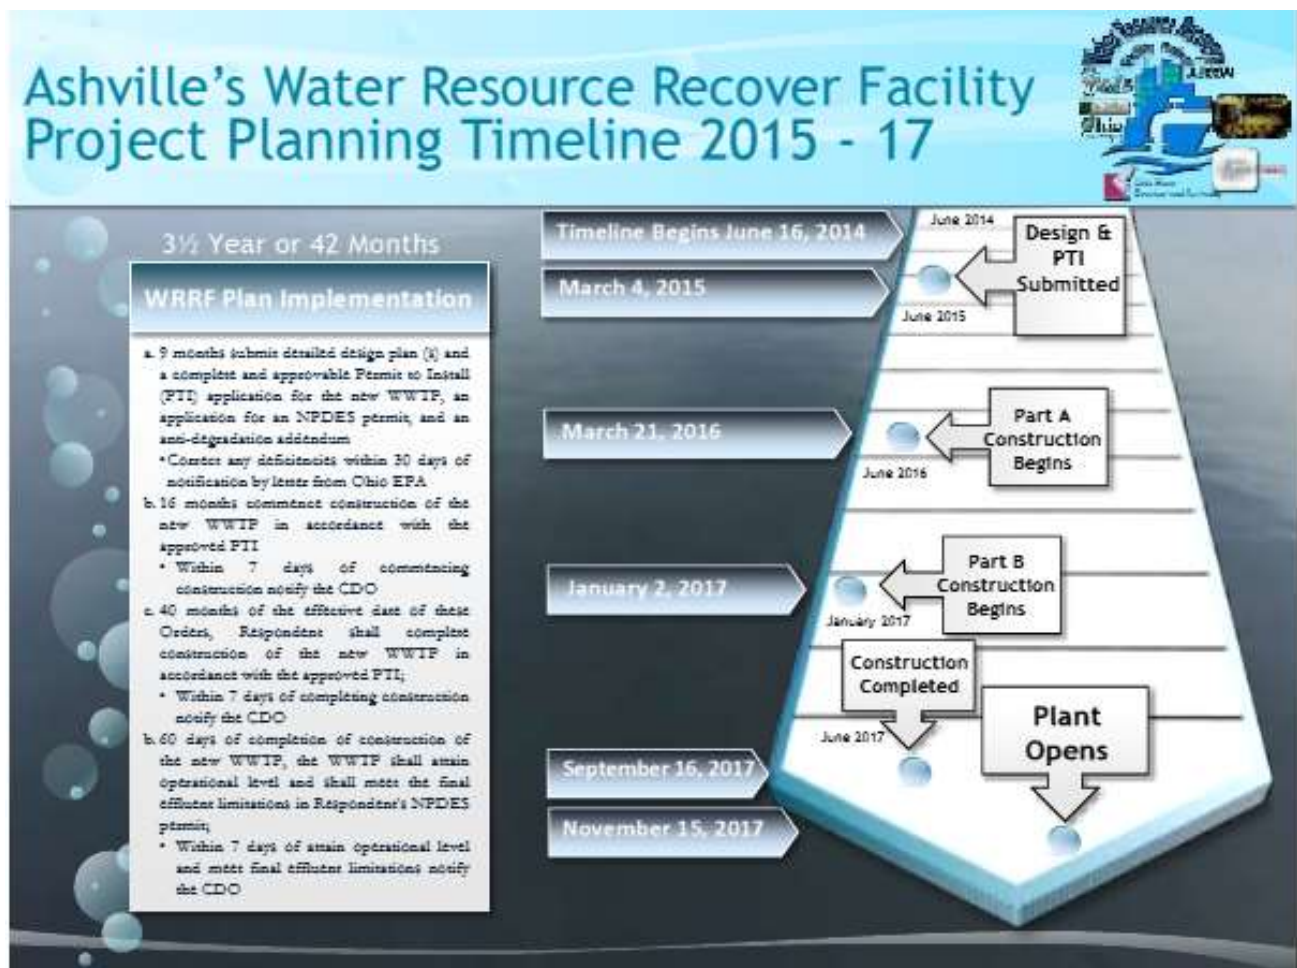 Ashville's Water Resource Recover Facility
Project Planning Timeline 2015 - 17
3½ Year or 42 Months
WRRF Plan Implementation
a. 9 months submit detailed design plan (s) and
a complete and approvable Permit to Install
(PTI) application for the new WWTP, an
application for an NPDES permit, and an
anti-degradation addendum
• Correct any deficiencies within 30 days of
notification by letter from Ohio EPA
b. 16 months commence construction of the
new WWTP in accordance with the
approved PTI
• Within 7 days of commencing
construction notify the CDO
c. 40 months of the effective date of these
Orders, Respondent shall complete
construction of the new WWTP in
accordance with the approved PTI;
• Within 7 days of completing construction
notify the CDO
b. 60 days of completion of construction of
the new WWTP, the WWTP shall attain
operational level and shall meet the final
effluent limitations in Respondent's NPDES
permit;
• Within 7 days of attain operational level
and meet final effluent limitations notify
the CDO
Timeline Begins June 16, 2014
March 4, 2015
March 21, 2016
January 2, 2017
September 16, 2017
November 15, 2017
June 2014
Design &
PTI
Submitted
June 2015
Part A
Construction
Begins
June 2016
Part B
Construction
Begins
January 2017
Construction
Completed
June 2017
Plant
Opens
Water Resource Recovery
Ohio